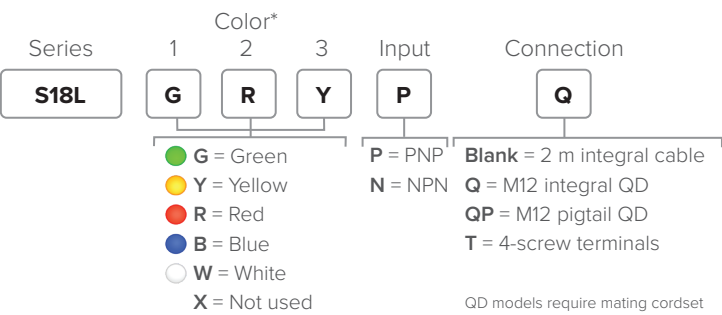 Color*
Series 1 2 3 Input Connection
S18L G R Y P Q
G = Green
Y = Yellow
R = Red
B = Blue
W = White
X = Not used
P = PNP
N = NPN
Blank = 2 m integral cable
Q = M12 integral QD
QP = M12 pigtail QD
T = 4-screw terminals
QD models require mating cordset